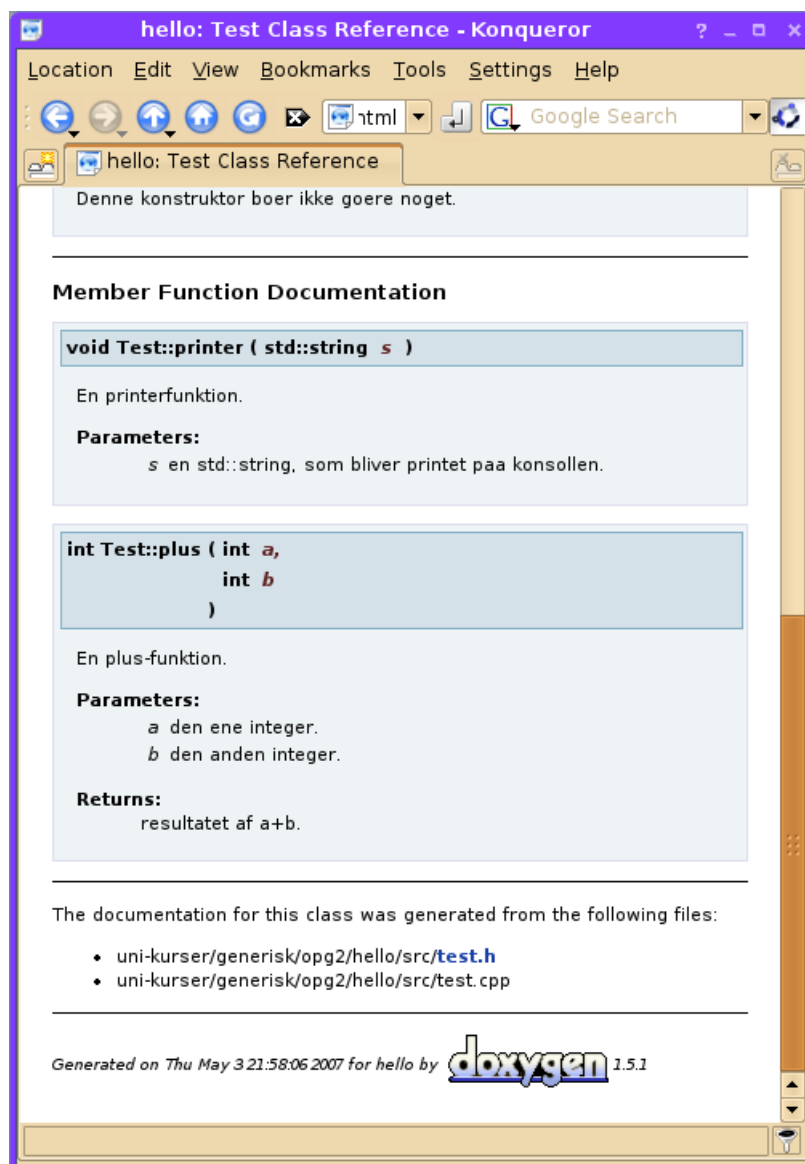 hello: Test Class Reference - Konqueror
Location Edit View Bookmarks Tools Settings Help
Google Search
hello: Test Class Reference
Denne konstruktor boer ikke goere noget.
Member Function Documentation
void Test::printer ( std::string s )
En printerfunktion.
Parameters:
s en std::string, som bliver printet paa konsollen.
int Test::plus ( int a,
int b
)
En plus-funktion.
Parameters:
a den ene integer.
b den anden integer.
Returns:
resultatet af a+b.
The documentation for this class was generated from the following files:
• uni-kurser/generisk/opg2/hello/src/test.h
• uni-kurser/generisk/opg2/hello/src/test.cpp
Generated on Thu May 3 21:58:06 2007 for hello by doxygen 1.5.1